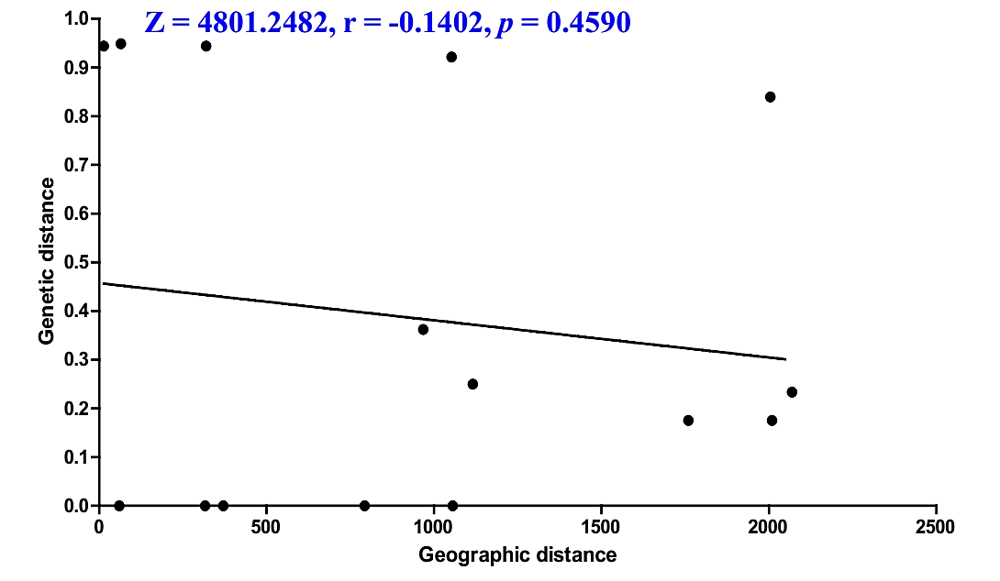 Z = 4801.2482, r = -0.1402, p = 0.4590
1.0
0.9
0.8
0.7
0.6
0.5
0.4
0.3
0.2
0.1
0.0
Genetic distance
0 500 1000 1500 2000 2500
Geographic distance